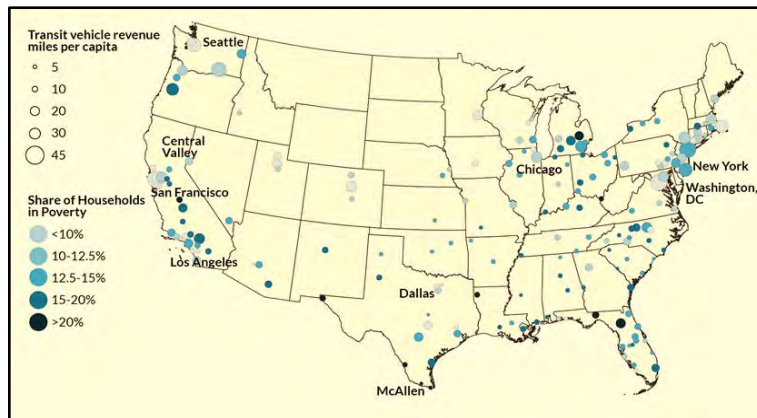 Transit vehicle revenue
miles per capita
5
10
20
30
45
Share of Households
in Poverty
<10%
10-12.5%
12.5-15%
15-20%
>20%
Seattle
Central
Valley
San Francisco
Los Angeles
Dallas
McAllen
Chicago
New York
Washington,
DC